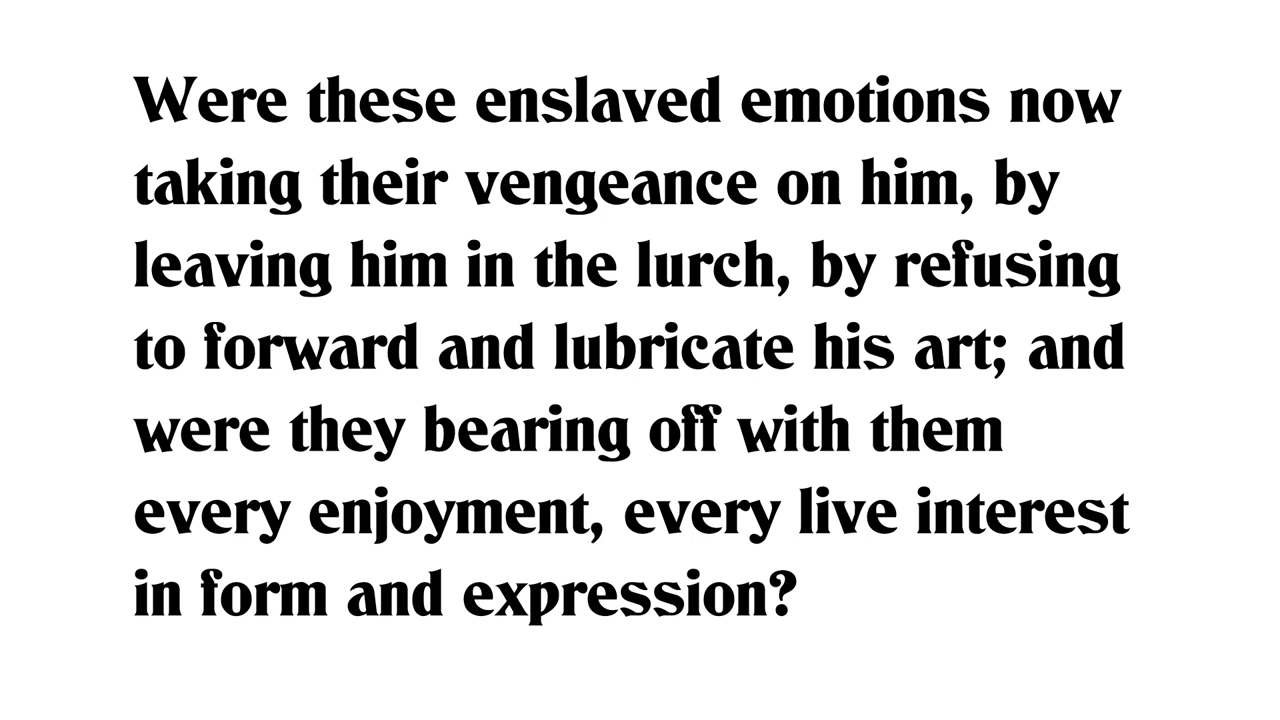 Were these enslaved emotions now
taking their vengeance on him, by
leaving him in the lurch, by refusing
to forward and lubricate his art; and
were they bearing off with them
every enjoyment, every live interest
in form and expression?